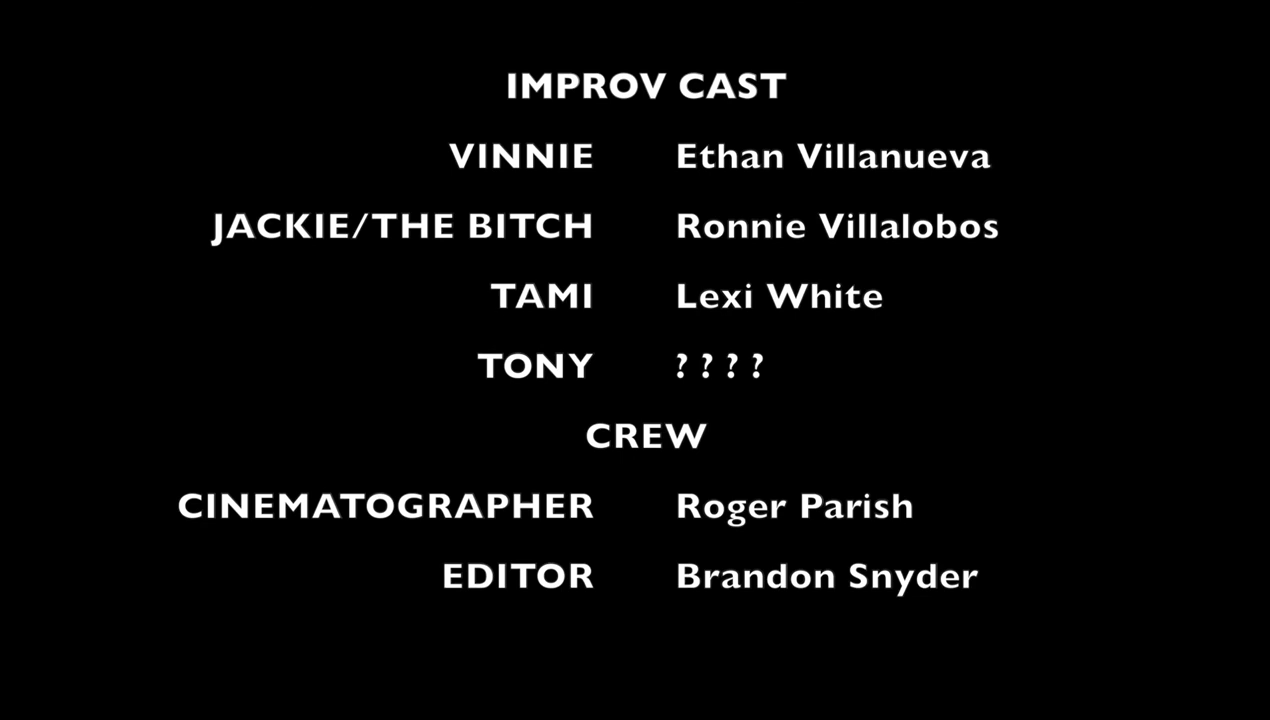 IMPROV CAST
VINNIE Ethan Villanueva
JACKIE/THE BITCH Ronnie Villalobos
TAMI Lexi White
TONY ? ? ? ?
CREW
CINEMATOGRAPHER Roger Parish
EDITOR Brandon Snyder